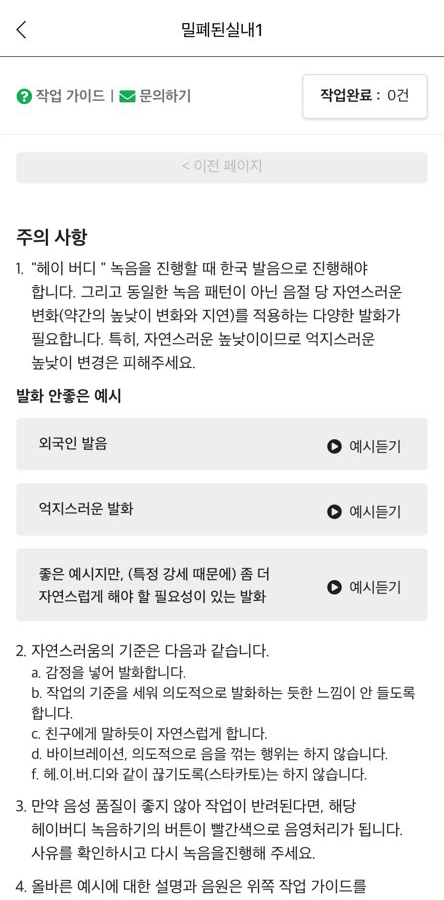 밀폐된실내1
작업 가이드 | 문의하기
작업완료 : 0건
< 이전 페이지
주의 사항
1. "헤이 버디 " 녹음을 진행할 때 한국 발음으로 진행해야
합니다. 그리고 동일한 녹음 패턴이 아닌 음절 당 자연스러운
변화(약간의 높낮이 변화와 지연)를 적용하는 다양한 발화가
필요합니다. 특히, 자연스러운 높낮이이므로 억지스러운
높낮이 변경은 피해주세요.
발화 안좋은 예시
외국인 발음
예시듣기
억지스러운 발화
예시듣기
좋은 예시지만, (특정 강세 때문에) 좀 더
자연스럽게 해야 할 필요성이 있는 발화
예시듣기
2. 자연스러움의 기준은 다음과 같습니다.
a. 감정을 넣어 발화합니다.
b. 작업의 기준을 세워 의도적으로 발화하는 듯한 느낌이 안 들도록
합니다.
c. 친구에게 말하듯이 자연스럽게 합니다.
d. 바이브레이션, 의도적으로 음을 꺾는 행위는 하지 않습니다.
f. 헤.이.버.디와 같이 끊기도록(스타카토)는 하지 않습니다.
3. 만약 음성 품질이 좋지 않아 작업이 반려된다면, 해당
헤이버디 녹음하기의 버튼이 빨간색으로 음영처리가 됩니다.
사유를 확인하시고 다시 녹음을진행해 주세요.
4. 올바른 예시에 대한 설명과 음원은 위쪽 작업 가이드를